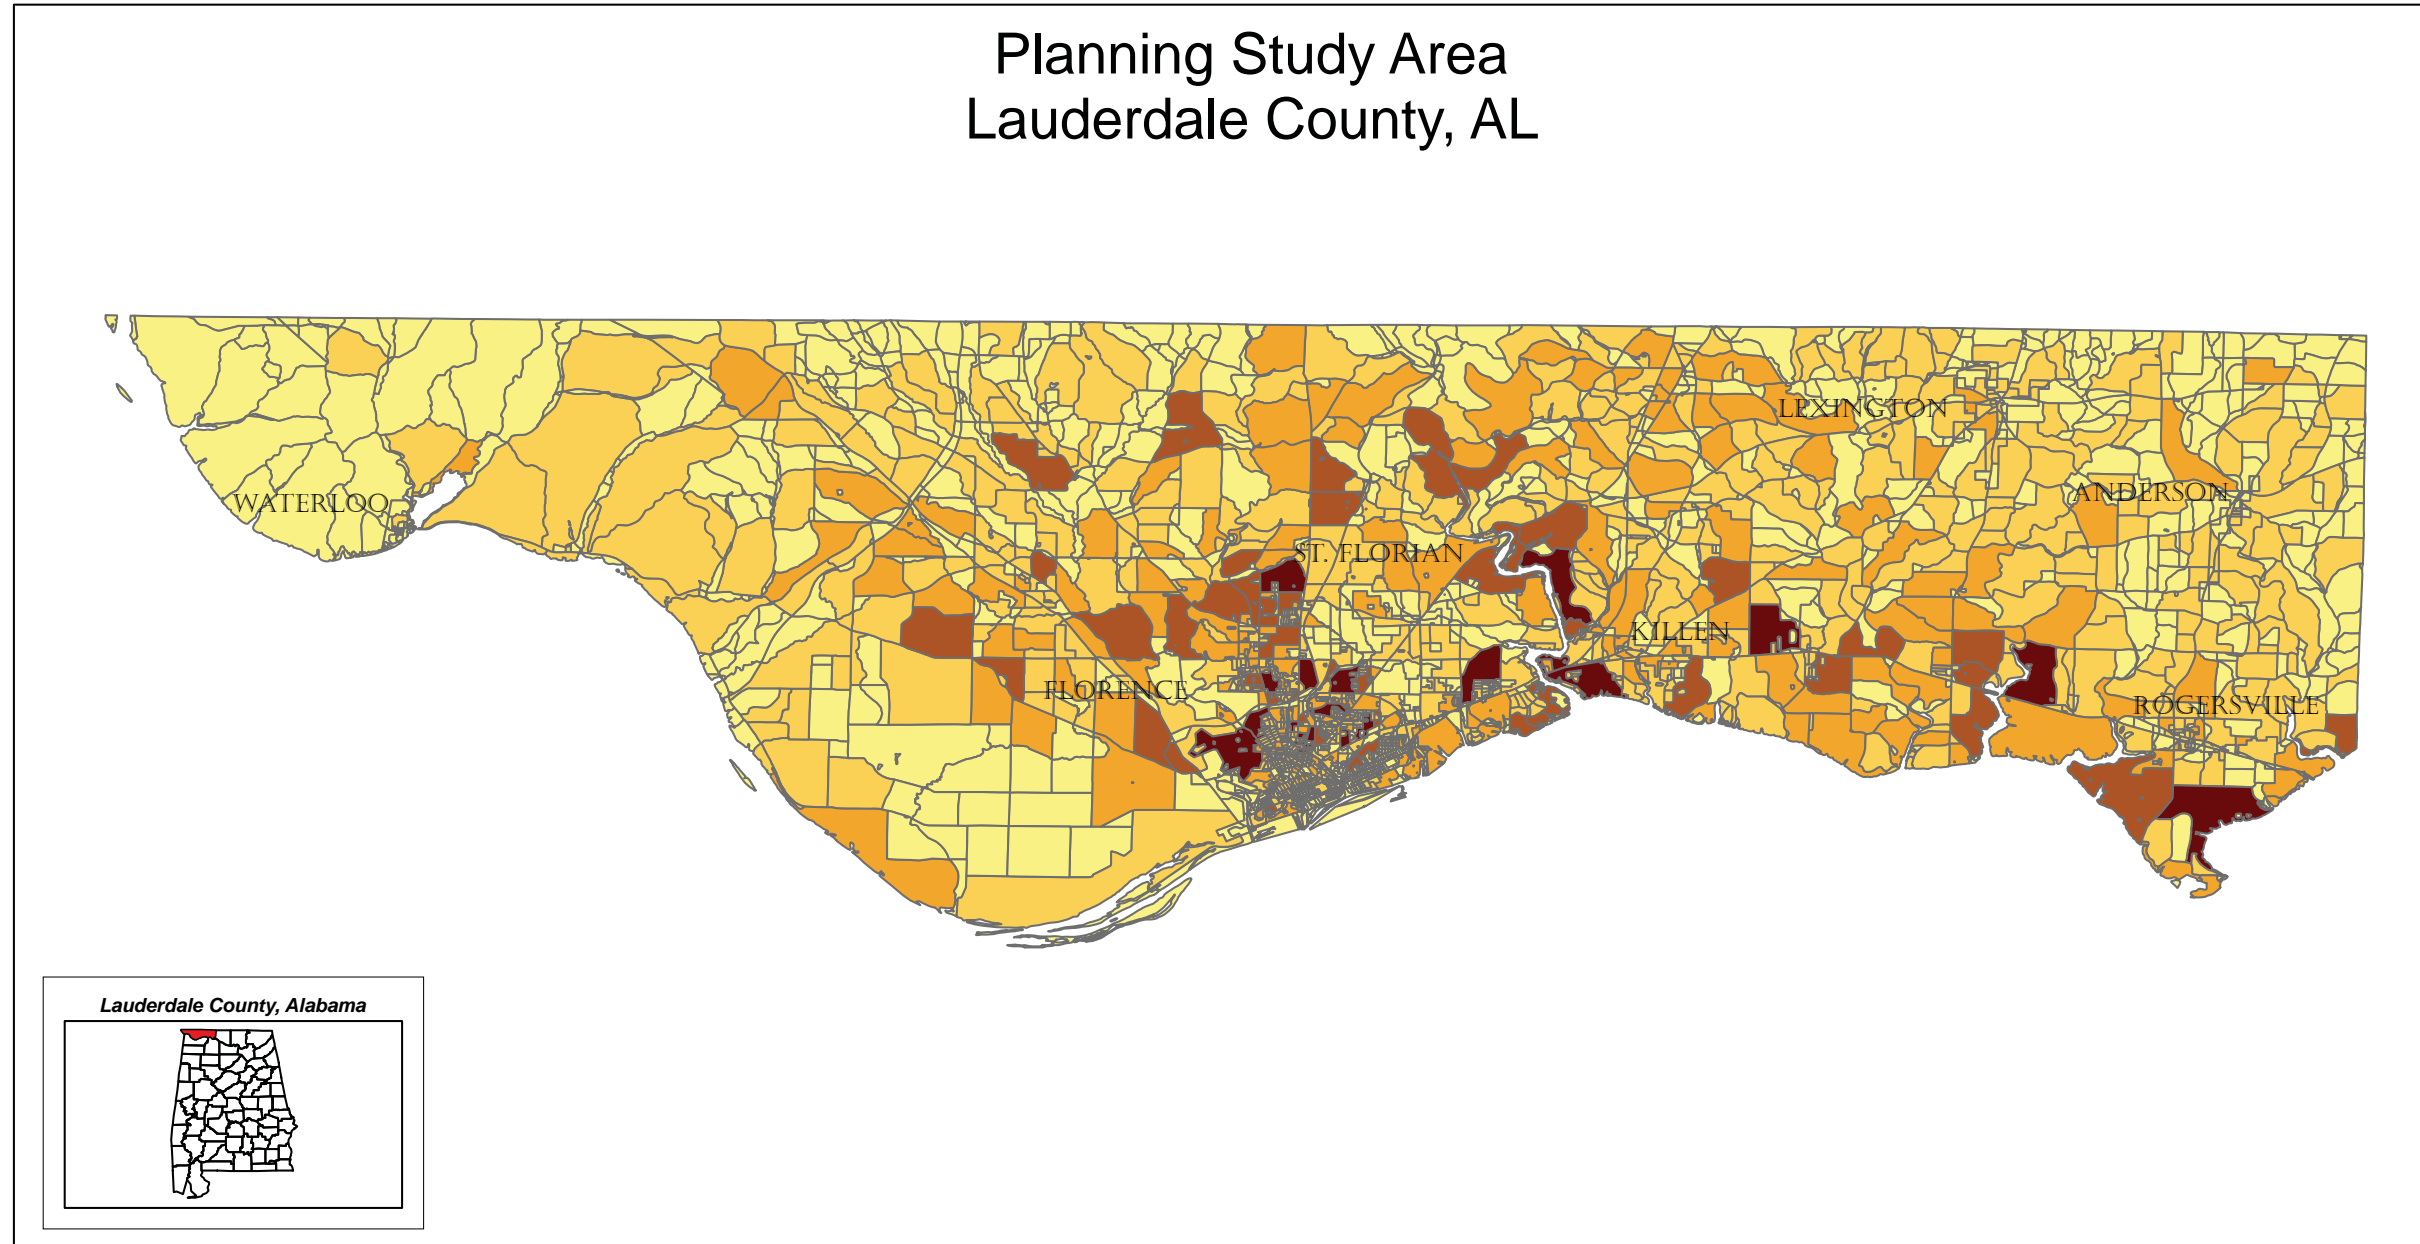 Planning Study Area
Lauderdale County, AL
LEXINGTON
WATERLOO
ANDERSON
ST. FLORIAN
KILLEN
FLORENCE
ROGERSVILLE
Lauderdale County, Alabama